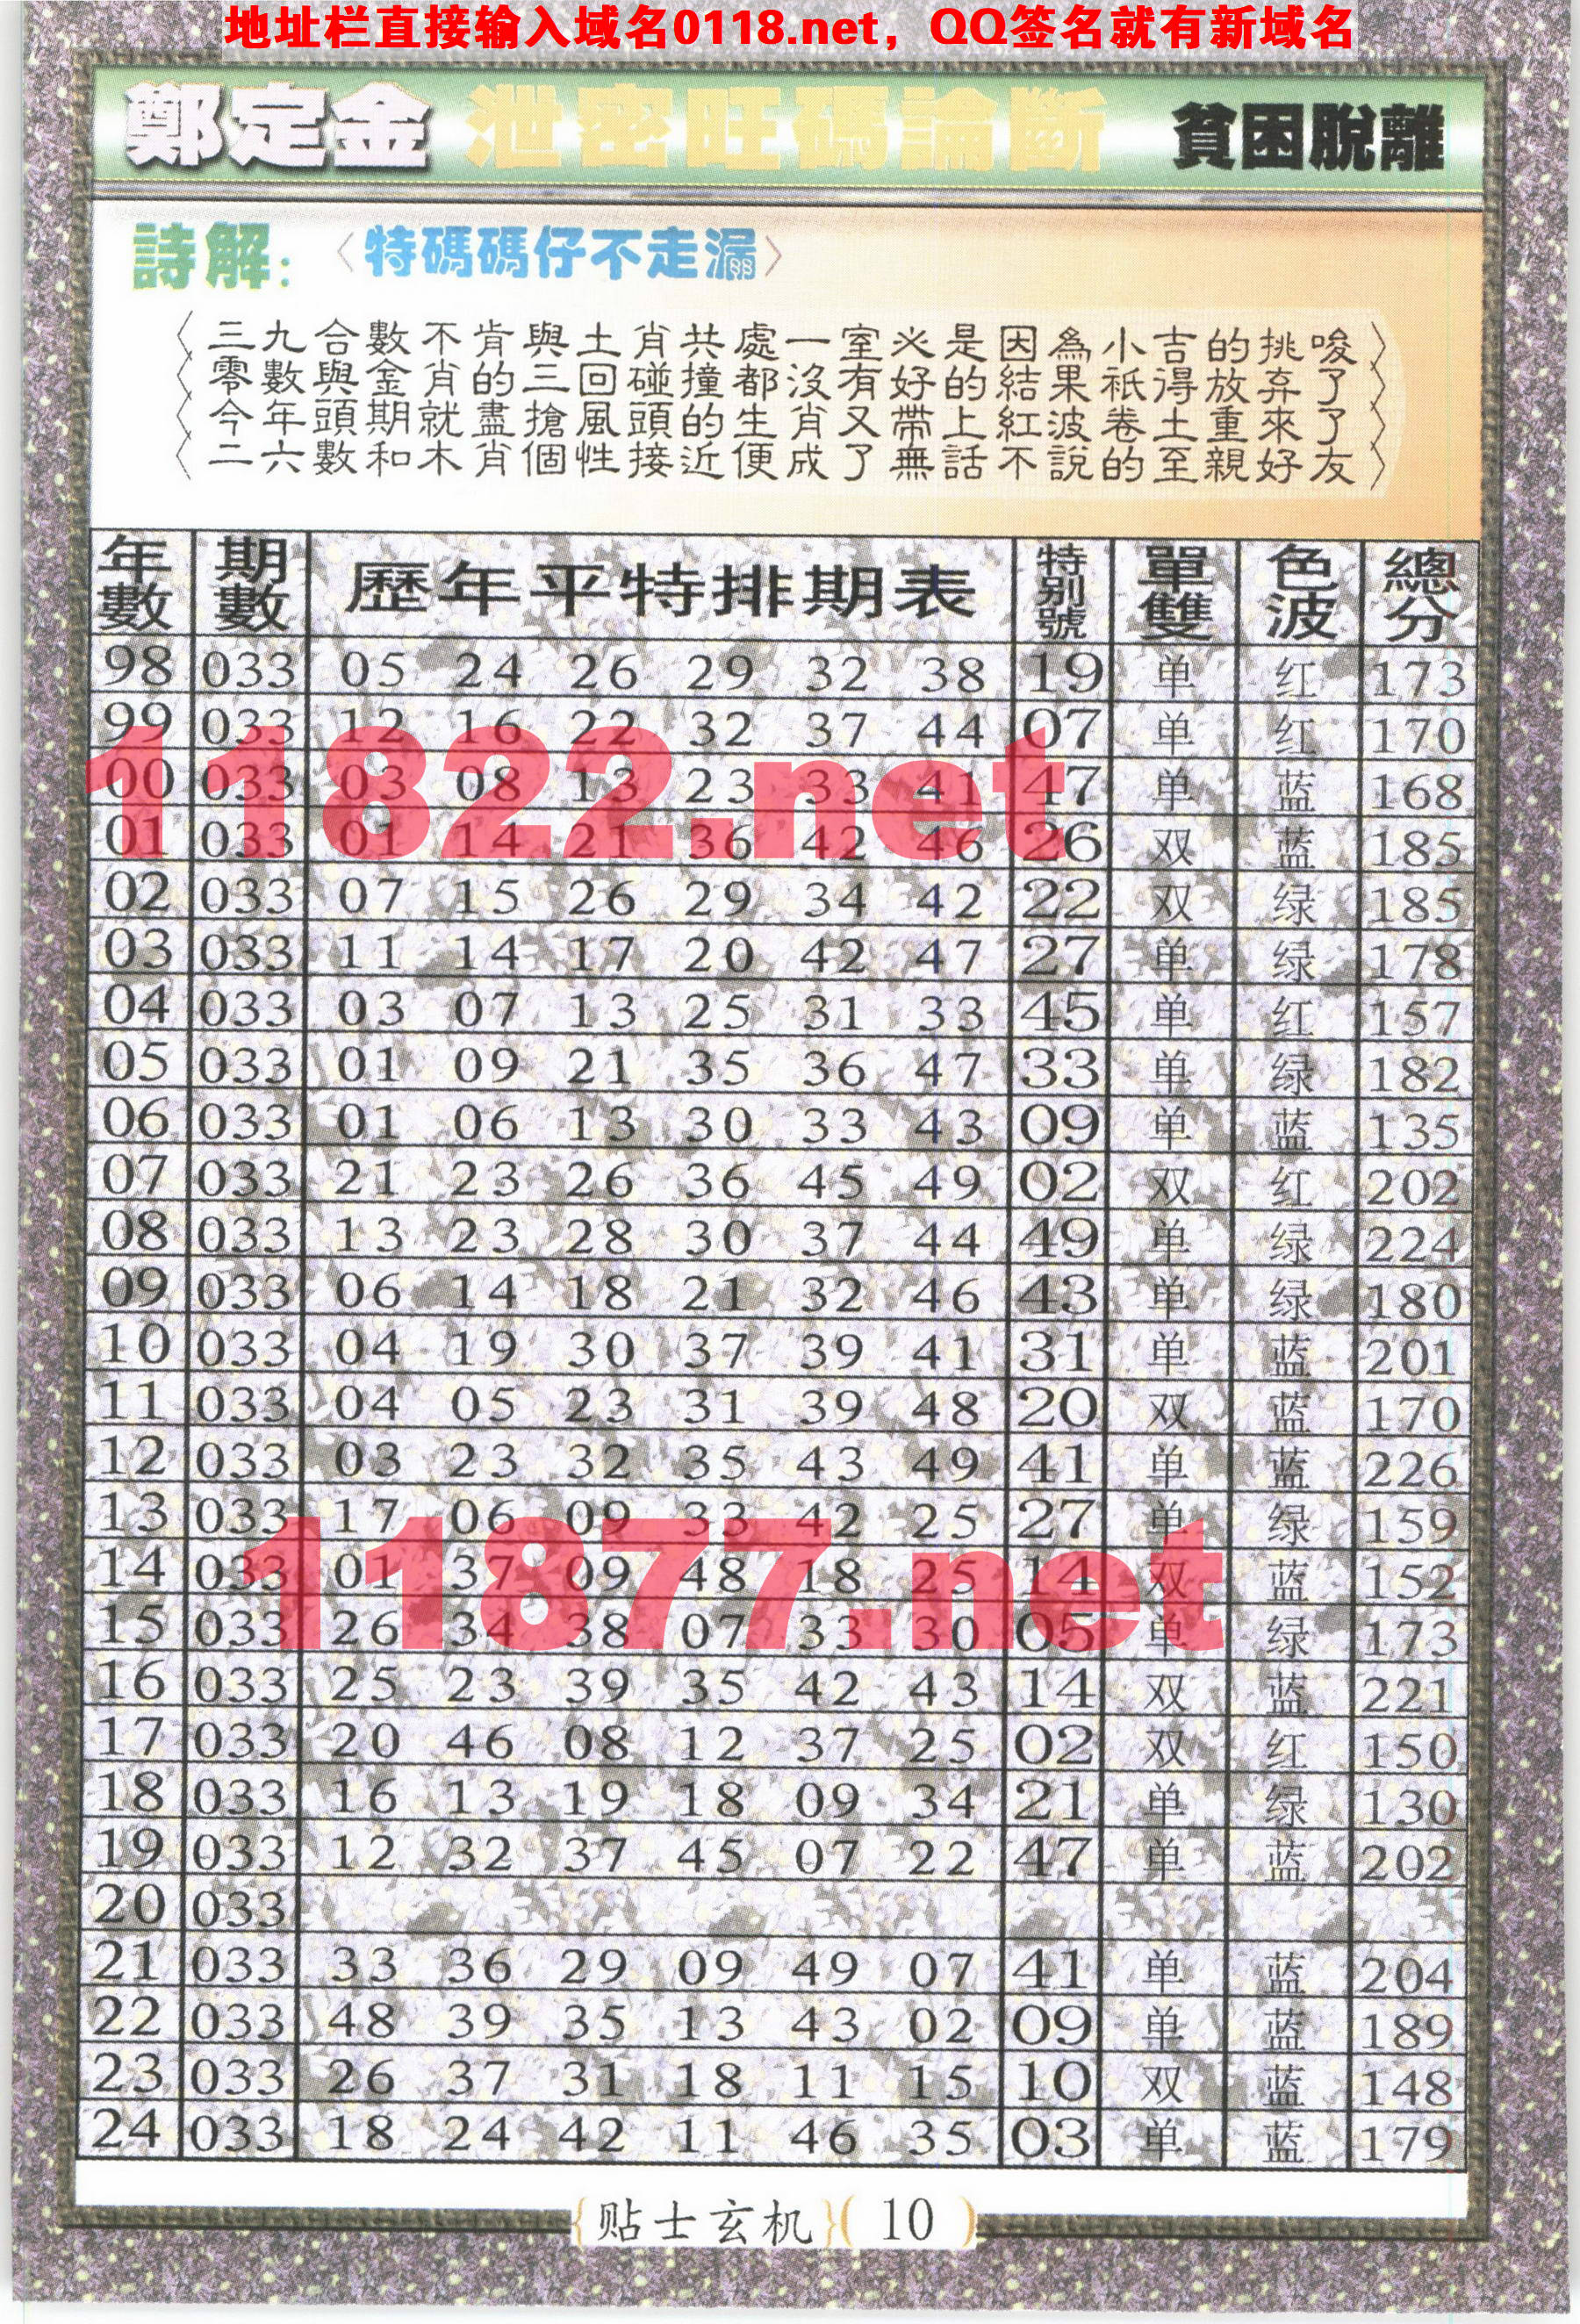 地址栏直接输入域名0118.net，QQ签名就有新域名
鄭定金 泄密旺碼論斷 貧困脫離
詩解：〈特碼碼仔不走漏〉
〈三九合數不肯與土肖共處一室必是因為小吉的挑唆〉
〈零數與金肖的三回碰撞都沒有好的結果祇得放弃了〉
〈今年頭期就盡搶風頭的生肖又帶上紅波卷土重來了〉
〈二六數和木肖個性接近便成了無話不說的至親好友〉
年數 期數 歷年平特排期表 特别號 單雙 色波 總分
98 033 05 24 26 29 32 38 19 单 红 173
99 033 12 16 22 32 37 44 07 单 红 170
00 033 03 08 13 23 33 41 47 单 蓝 168
11822.net
01 033 01 14 21 36 42 46 26 双 蓝 185
02 033 07 15 26 29 34 42 22 双 绿 185
03 033 11 14 17 20 42 47 27 单 绿 178
04 033 03 07 13 25 31 33 45 单 红 157
05 033 01 09 21 35 36 47 33 单 绿 182
06 033 01 06 13 30 33 43 09 单 蓝 135
07 033 21 23 26 36 45 49 02 双 红 202
08 033 13 23 28 30 37 44 49 单 绿 224
09 033 06 14 18 21 32 46 43 单 绿 180
10 033 04 19 30 37 39 41 31 单 蓝 201
11 033 04 05 23 31 39 48 20 双 蓝 170
12 033 03 23 32 35 43 49 41 单 蓝 226
13 033 17 06 09 33 42 25 27 单 绿 159
14 033 01 37 09 48 18 25 14 双 蓝 152
11877.net
15 033 26 34 38 07 33 30 05 单 绿 173
16 033 25 23 39 35 42 43 14 双 蓝 221
17 033 20 46 08 12 37 25 02 双 红 150
18 033 16 13 19 18 09 34 21 单 绿 130
19 033 12 32 37 45 07 22 47 单 蓝 202
20 033
21 033 33 36 29 09 49 07 41 单 蓝 204
22 033 48 39 35 13 43 02 09 单 蓝 189
23 033 26 37 31 18 11 15 10 双 蓝 148
24 033 18 24 42 11 46 35 03 单 蓝 179
{贴士玄机}( 10 )